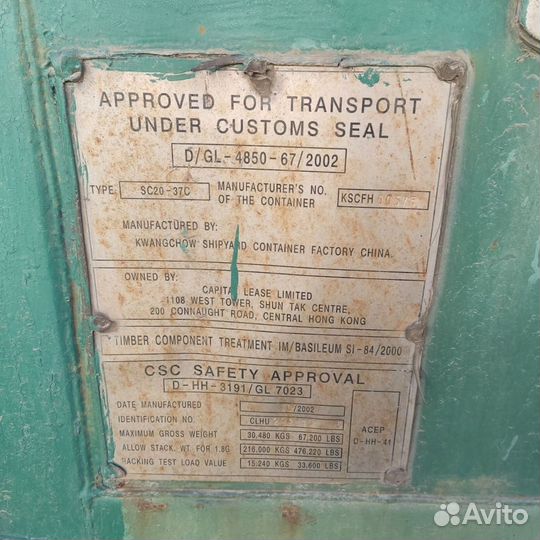 APPROVED FOR TRANSPORT
UNDER CUSTOMS SEAL
D/GL-4850-67/2002
TYPE SC20-37C MANUFACTURER'S NO. OF THE CONTAINER KSCFH
MANUFACTURED BY:
KWANGCHOW SHIPYARD CONTAINER FACTORY CHINA.
OWNED BY:
CAPITAL LEASE LIMITED
1108 WEST TOWER, SHUN TAK CENTRE,
200 CONNAUGHT ROAD, CENTRAL HONG KONG
TIMBER COMPONENT TREATMENT IM/BASILEUM SI-84/2000
CSC SAFETY APPROVAL
D-HH-3191/GL 7023
DATE MANUFACTURED /2002
IDENTIFICATION NO. CLHU
MAXIMUM GROSS WEIGHT 30,480 KGS 67,200 LBS
ALLOW. STACK. WT. FOR 1.8G 216,000 KGS 476,220 LBS
RACKING TEST LOAD VALUE 15,240 KGS 33,600 LBS
ACEP
D-HH-41
Avito